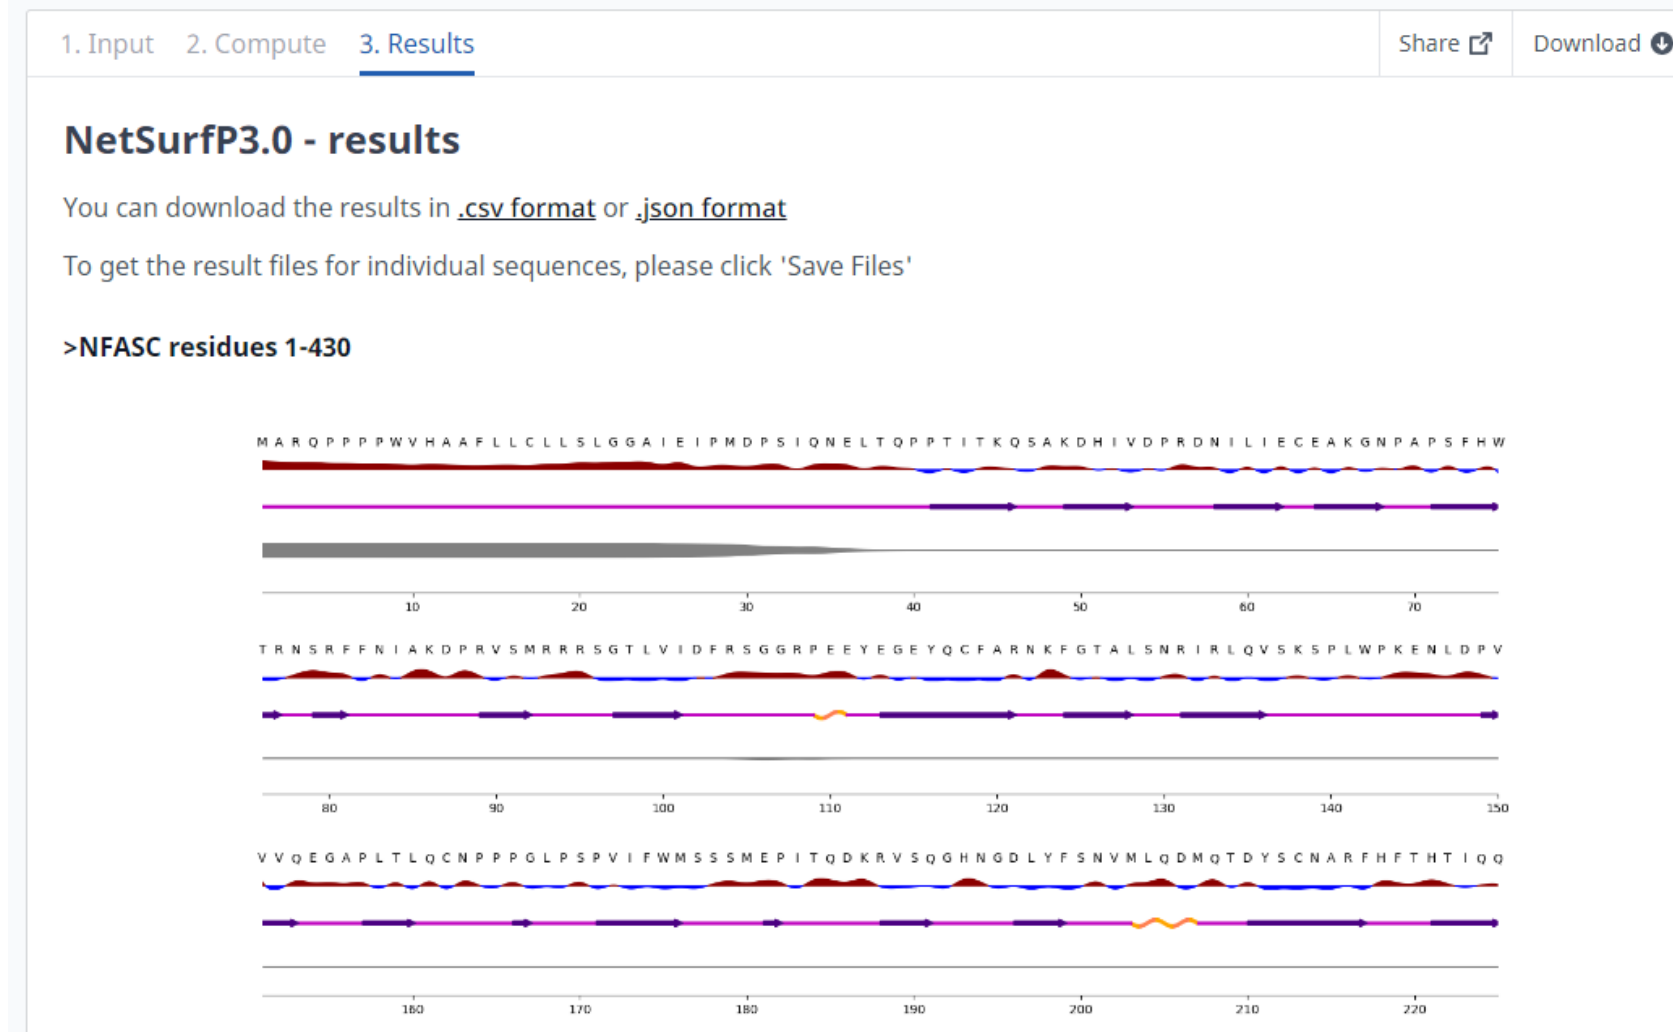 1. Input 2. Compute 3. Results Share Download
NetSurfP3.0 - results
You can download the results in .csv format or .json format
To get the result files for individual sequences, please click 'Save Files'
>NFASC residues 1-430
M A R Q P P P P W V H A A F L L C L L S L G G A I E I P M D P S I Q N E L T Q P P T I T K Q S A K D H I V D P R D N I L I E C E A K G N P A P S F H W
10 20 30 40 50 60 70
T R N S R F F N I A K D P R V S M R R R S G T L V I D F R S G G R P E E Y E G E Y Q C F A R N K F G T A L S N R I R L Q V S K S P L W P K E N L D P V
80 90 100 110 120 130 140 150
V V Q E G A P L T L Q C N P P P G L P S P V I F W M S S S M E P I T Q D K R V S Q G H N G D L Y F S N V M L Q D M Q T D Y S C N A R F H F T H T I Q Q
160 170 180 190 200 210 220